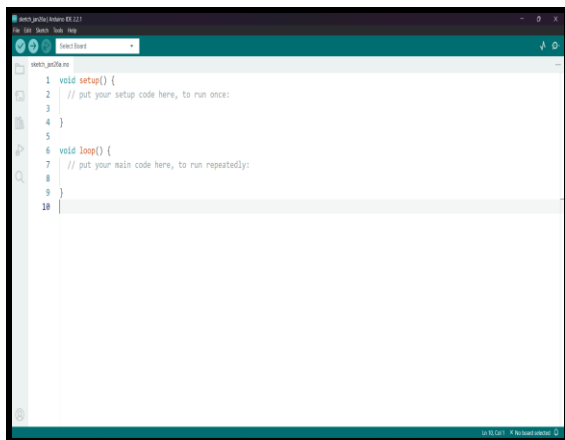 sketch_jan26a | Arduino IDE 2.2.1
File Edit Sketch Tools Help
Select Board
sketch_jan26a.ino
1 void setup() {
2 // put your setup code here, to run once:
3
4 }
5
6 void loop() {
7 // put your main code here, to run repeatedly:
8
9 }
10
Ln 10, Col 1 × No board selected